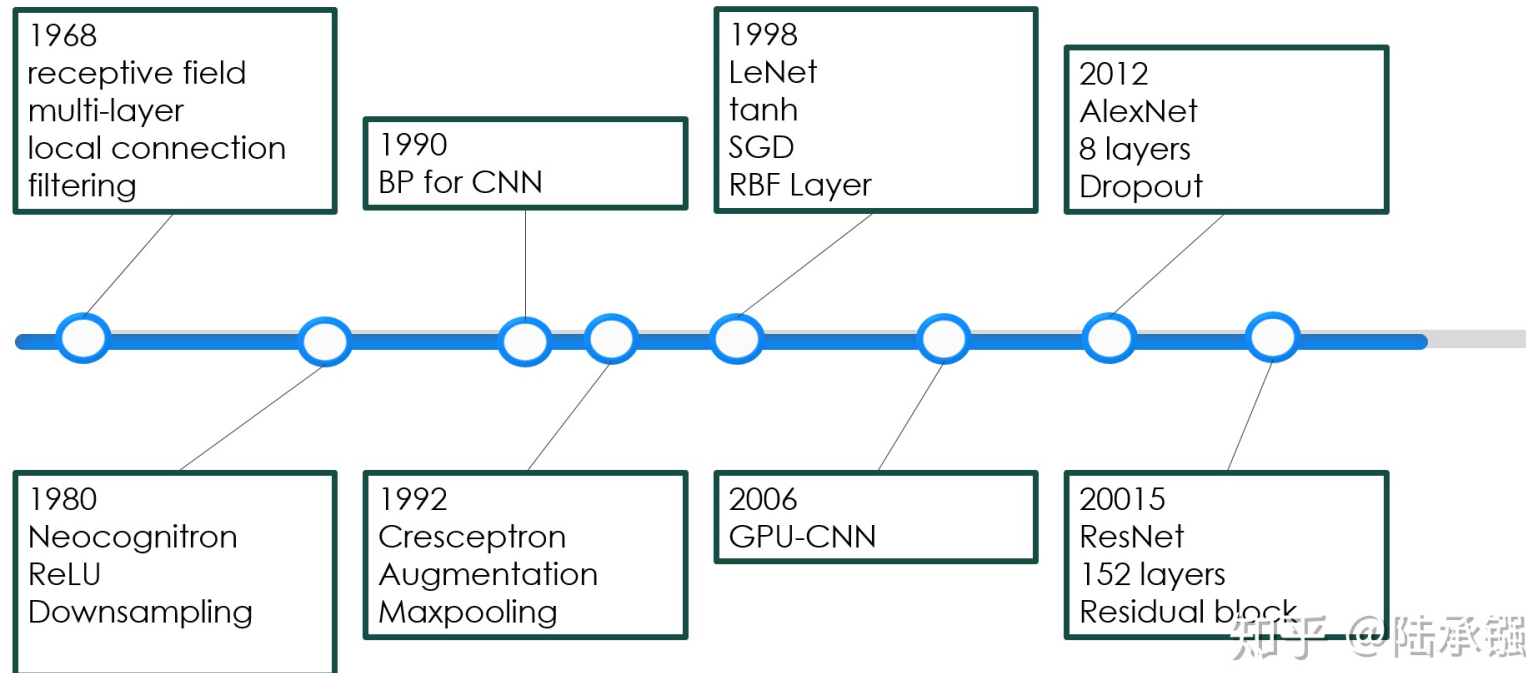 1968
receptive field
multi-layer
local connection
filtering
1990
BP for CNN
1998
LeNet
tanh
SGD
RBF Layer
2012
AlexNet
8 layers
Dropout
1980
Neocognitron
ReLU
Downsampling
1992
Cresceptron
Augmentation
Maxpooling
2006
GPU-CNN
20015
ResNet
152 layers
Residual block
知乎 @陆承镪